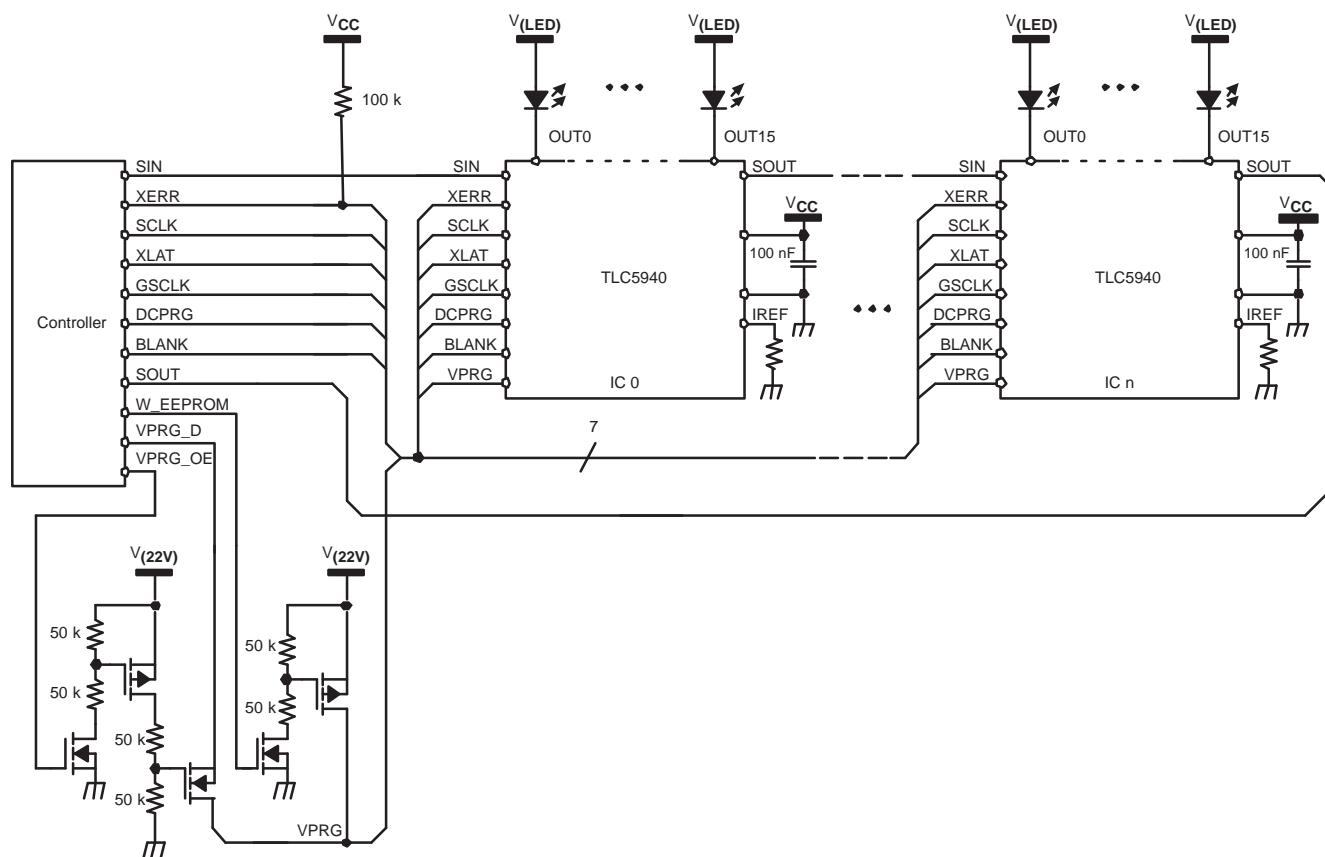 VCC
V(LED)
V(LED)
V(LED)
V(LED)
100 k
OUT0
OUT15
OUT0
OUT15
SIN
SIN
SOUT
SIN
SOUT
XERR
XERR
XERR
VCC
VCC
SCLK
SCLK
SCLK
100 nF
100 nF
XLAT
XLAT
XLAT
TLC5940
TLC5940
GSCLK
GSCLK
GSCLK
Controller
DCPRG
DCPRG
IREF
DCPRG
IREF
BLANK
BLANK
BLANK
SOUT
VPRG
IC 0
VPRG
IC n
W_EEPROM
VPRG_D
7
VPRG_OE
V(22V)
V(22V)
50 k
50 k
50 k
50 k
50 k
50 k
VPRG